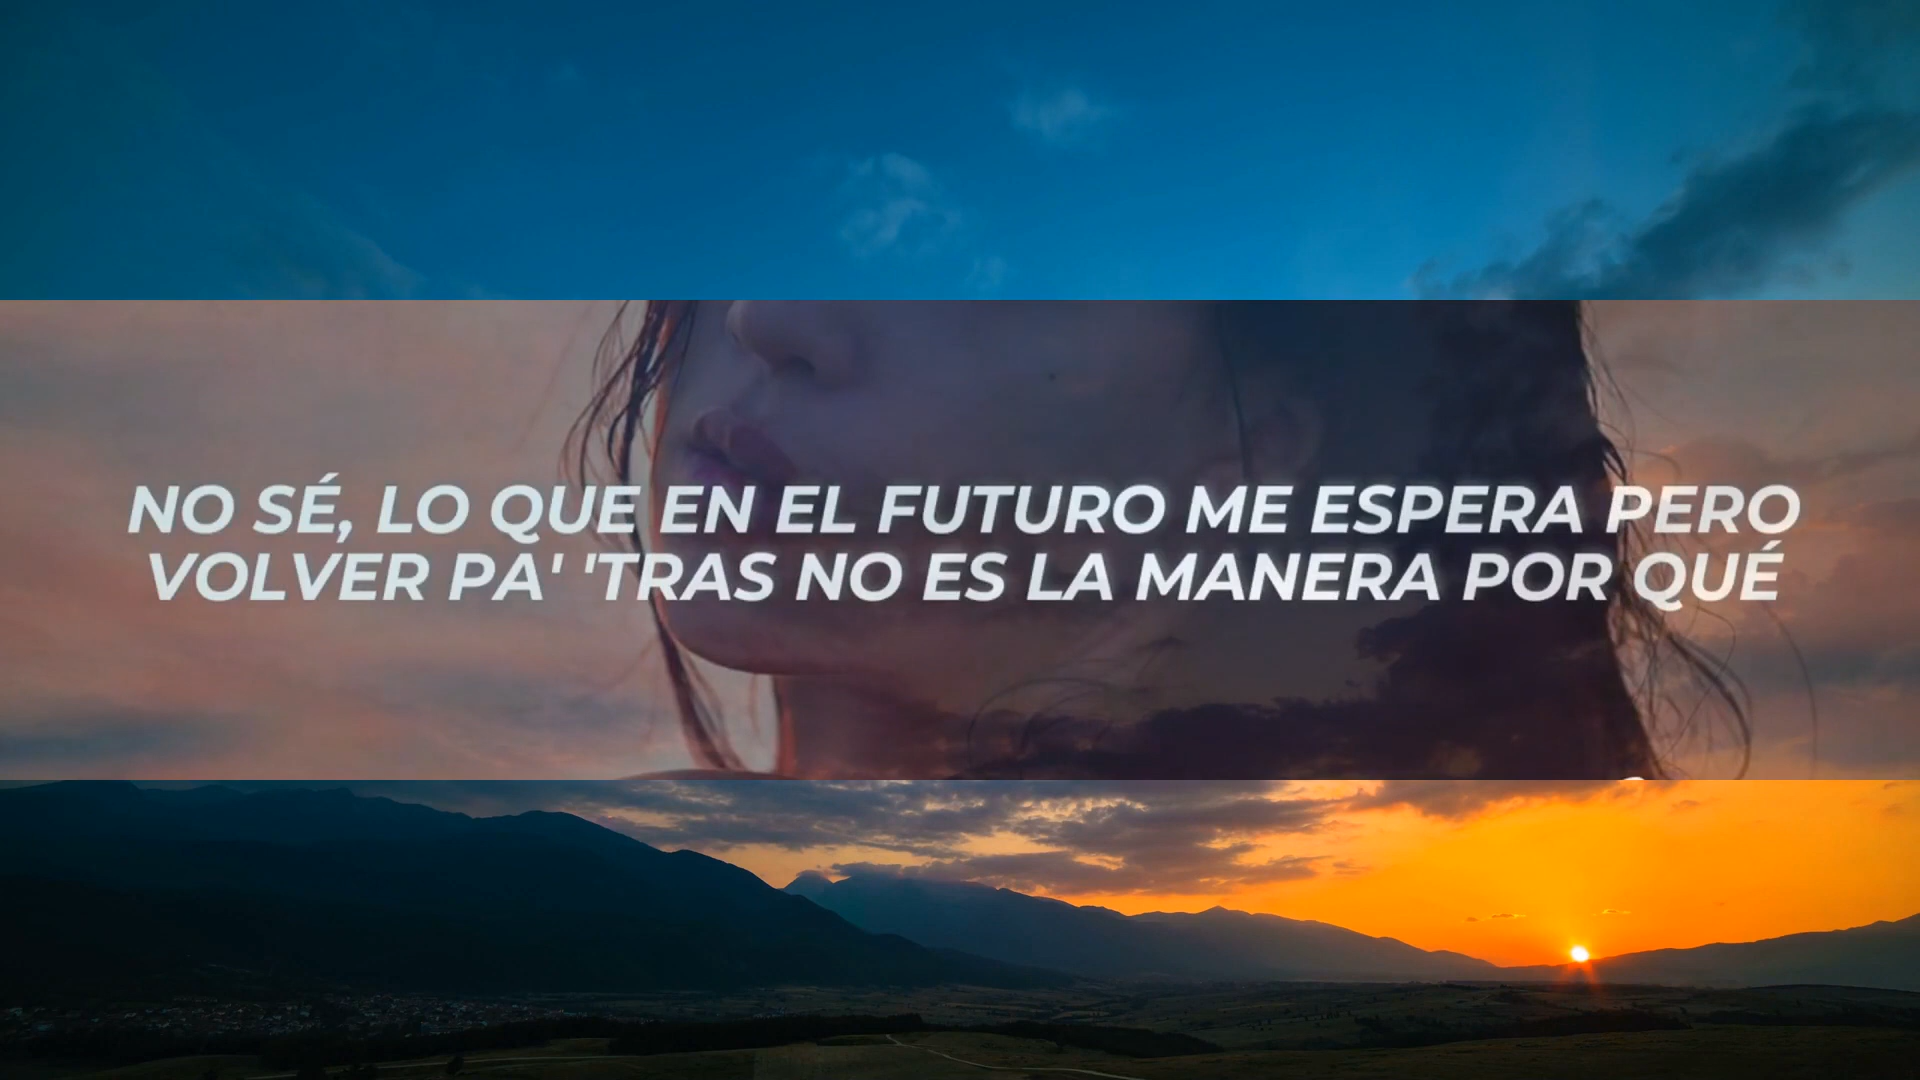 NO SÉ, LO QUE EN EL FUTURO ME ESPERA PERO
VOLVER PA' 'TRAS NO ES LA MANERA POR QUÉ